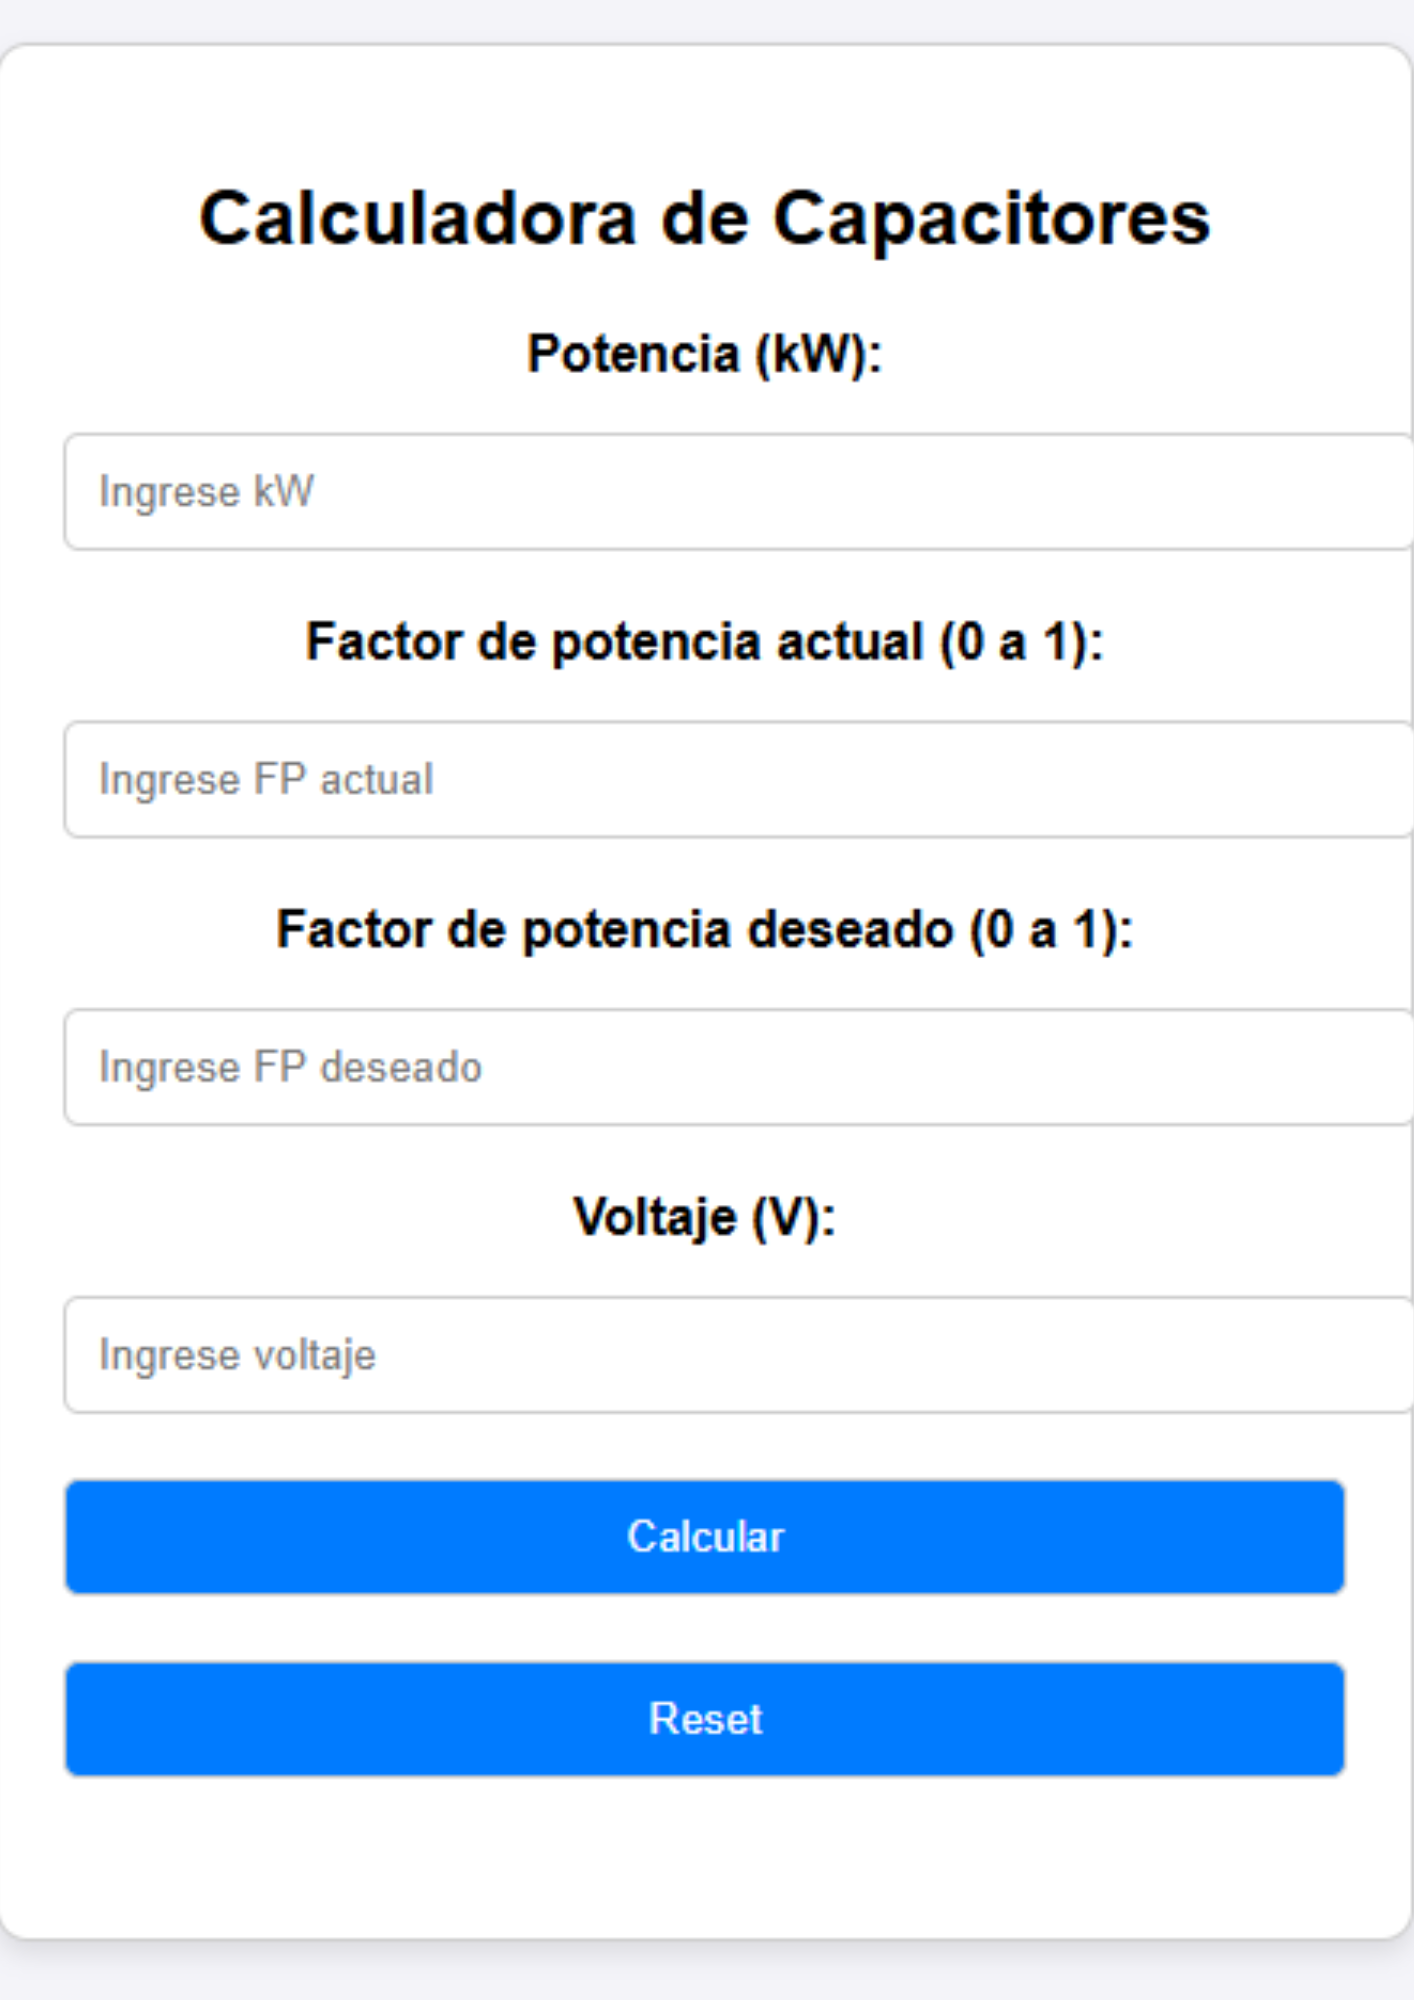 Calculadora de Capacitores
Potencia (kW):
Ingrese kW
Factor de potencia actual (0 a 1):
Ingrese FP actual
Factor de potencia deseado (0 a 1):
Ingrese FP deseado
Voltaje (V):
Ingrese voltaje
Calcular
Reset